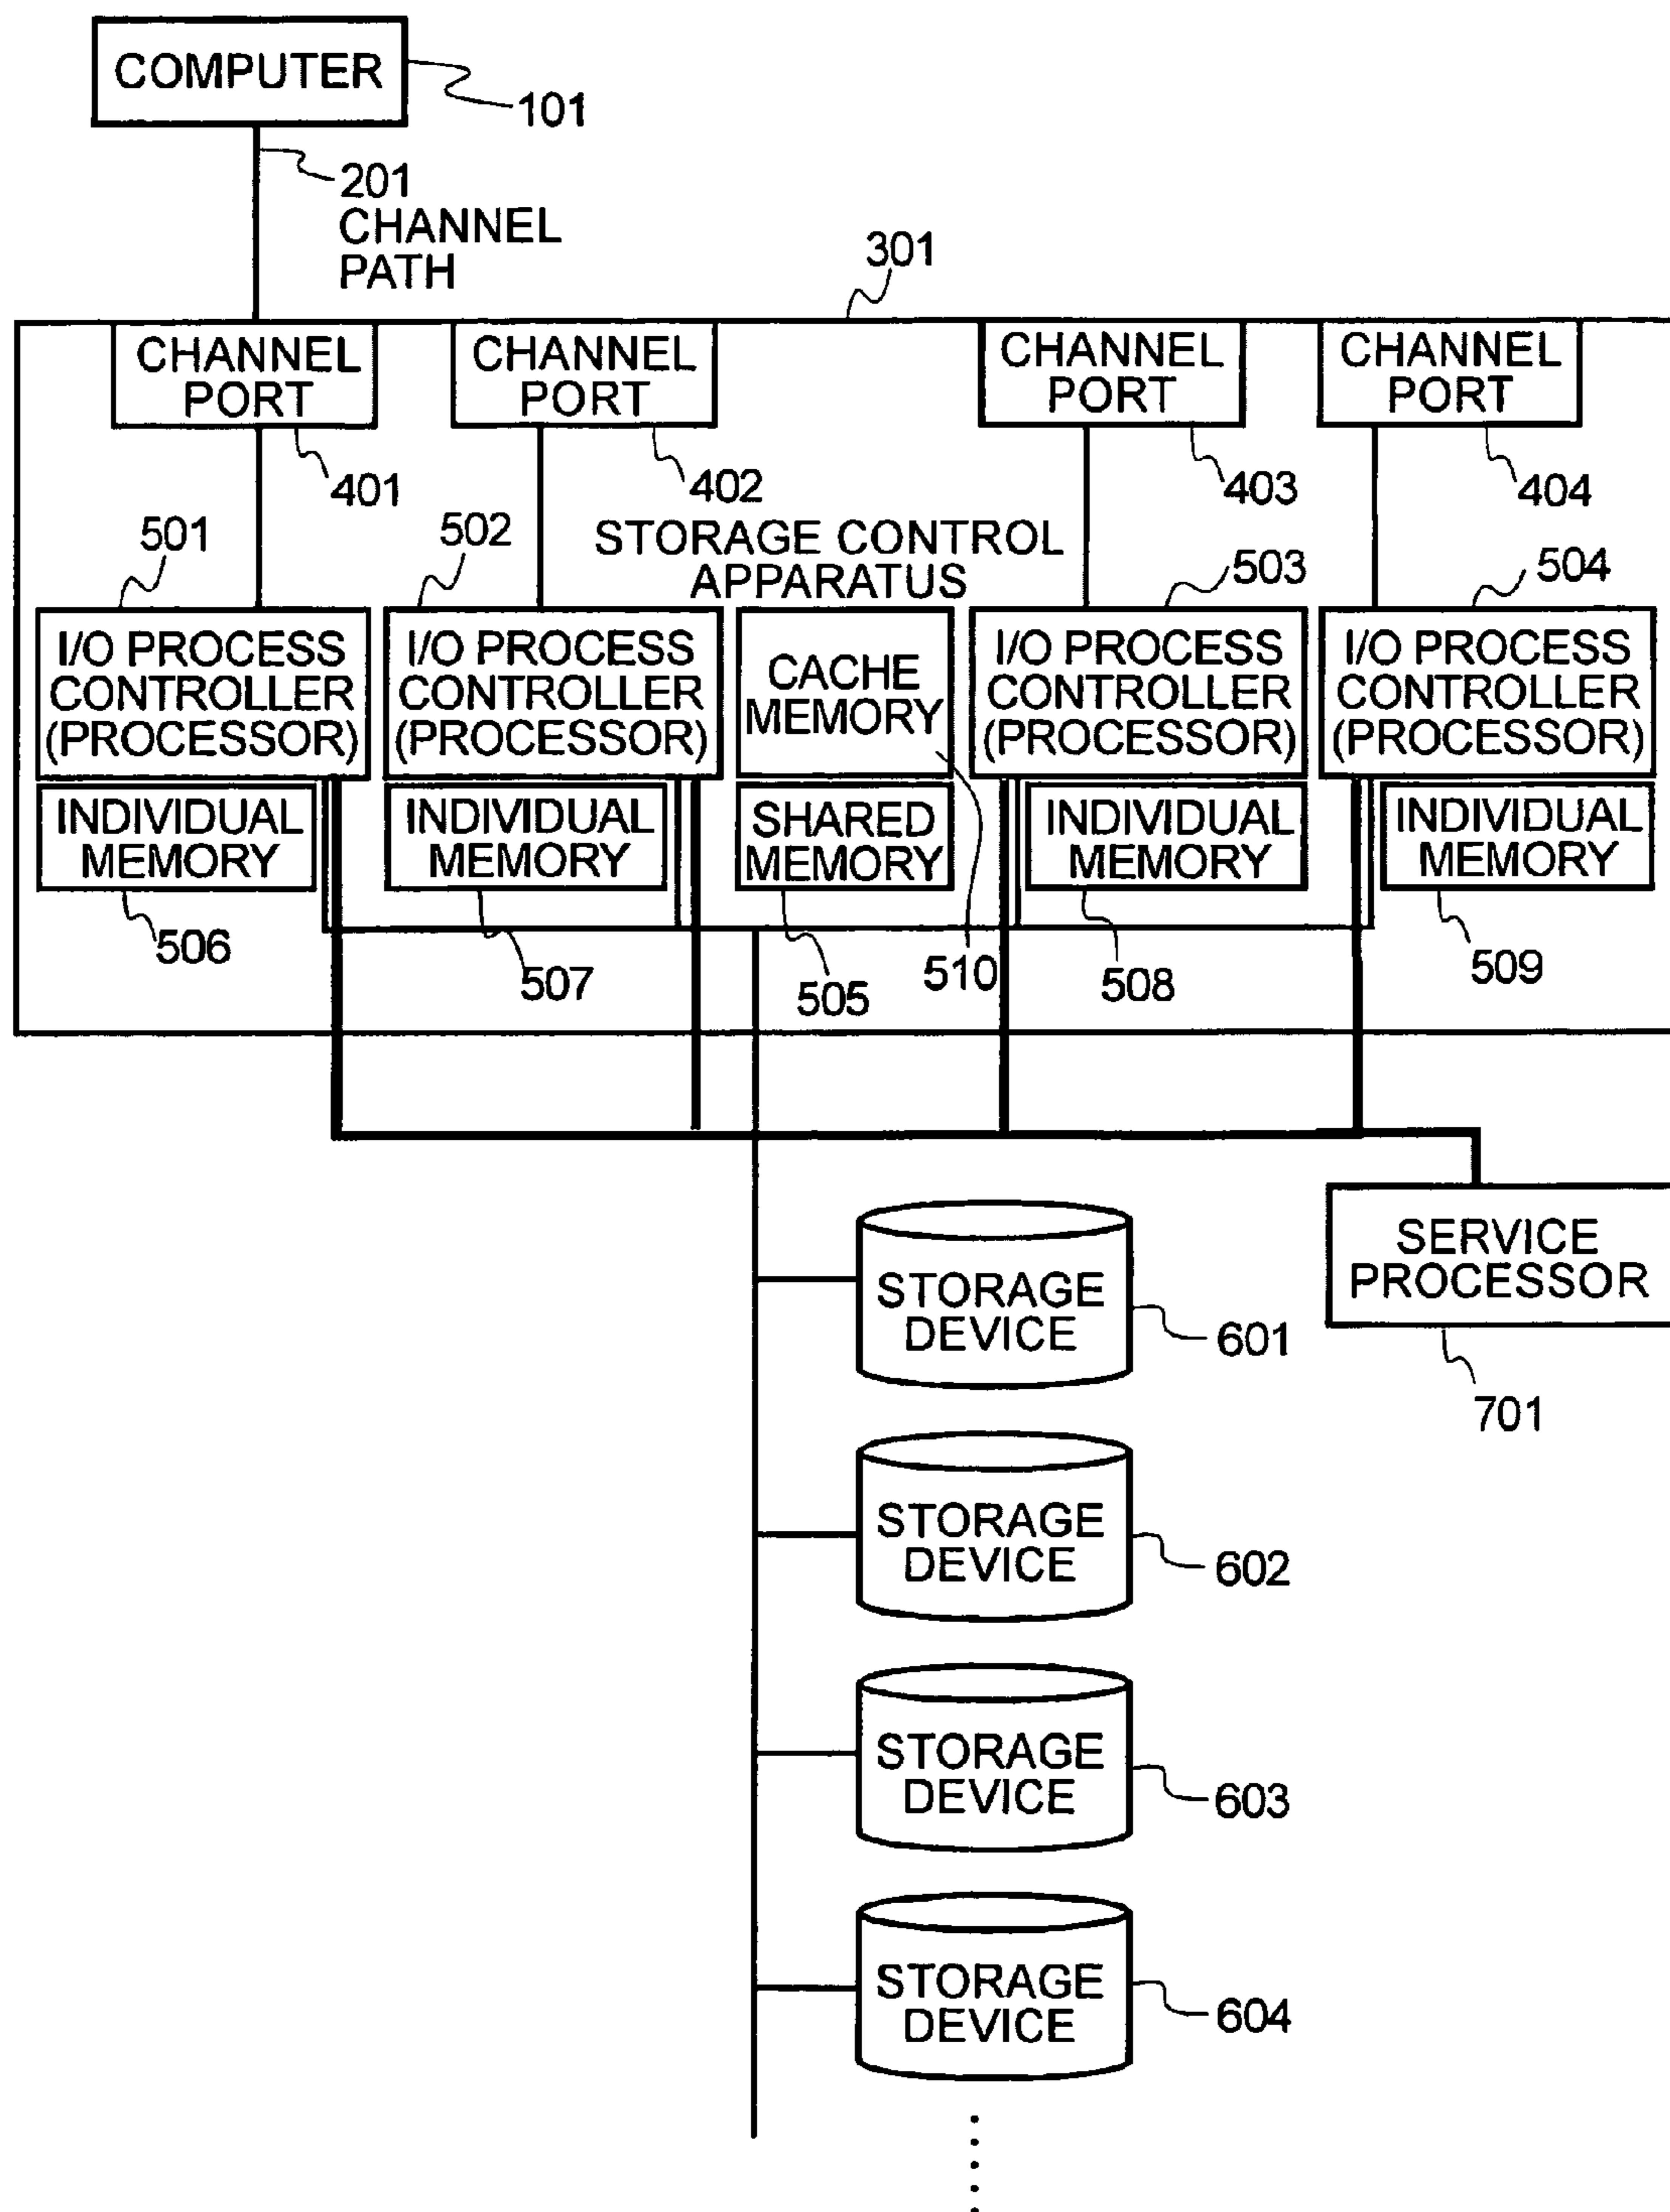 COMPUTER
101
201
CHANNEL
PATH
301
CHANNEL
PORT
CHANNEL
PORT
CHANNEL
PORT
CHANNEL
PORT
401
402
403
404
501
502
STORAGE CONTROL
APPARATUS
503
504
I/O PROCESS
CONTROLLER
(PROCESSOR)
I/O PROCESS
CONTROLLER
(PROCESSOR)
CACHE
MEMORY
I/O PROCESS
CONTROLLER
(PROCESSOR)
I/O PROCESS
CONTROLLER
(PROCESSOR)
INDIVIDUAL
MEMORY
INDIVIDUAL
MEMORY
SHARED
MEMORY
INDIVIDUAL
MEMORY
INDIVIDUAL
MEMORY
506
507
505
510
508
509
SERVICE
PROCESSOR
701
STORAGE
DEVICE
601
STORAGE
DEVICE
602
STORAGE
DEVICE
603
STORAGE
DEVICE
604